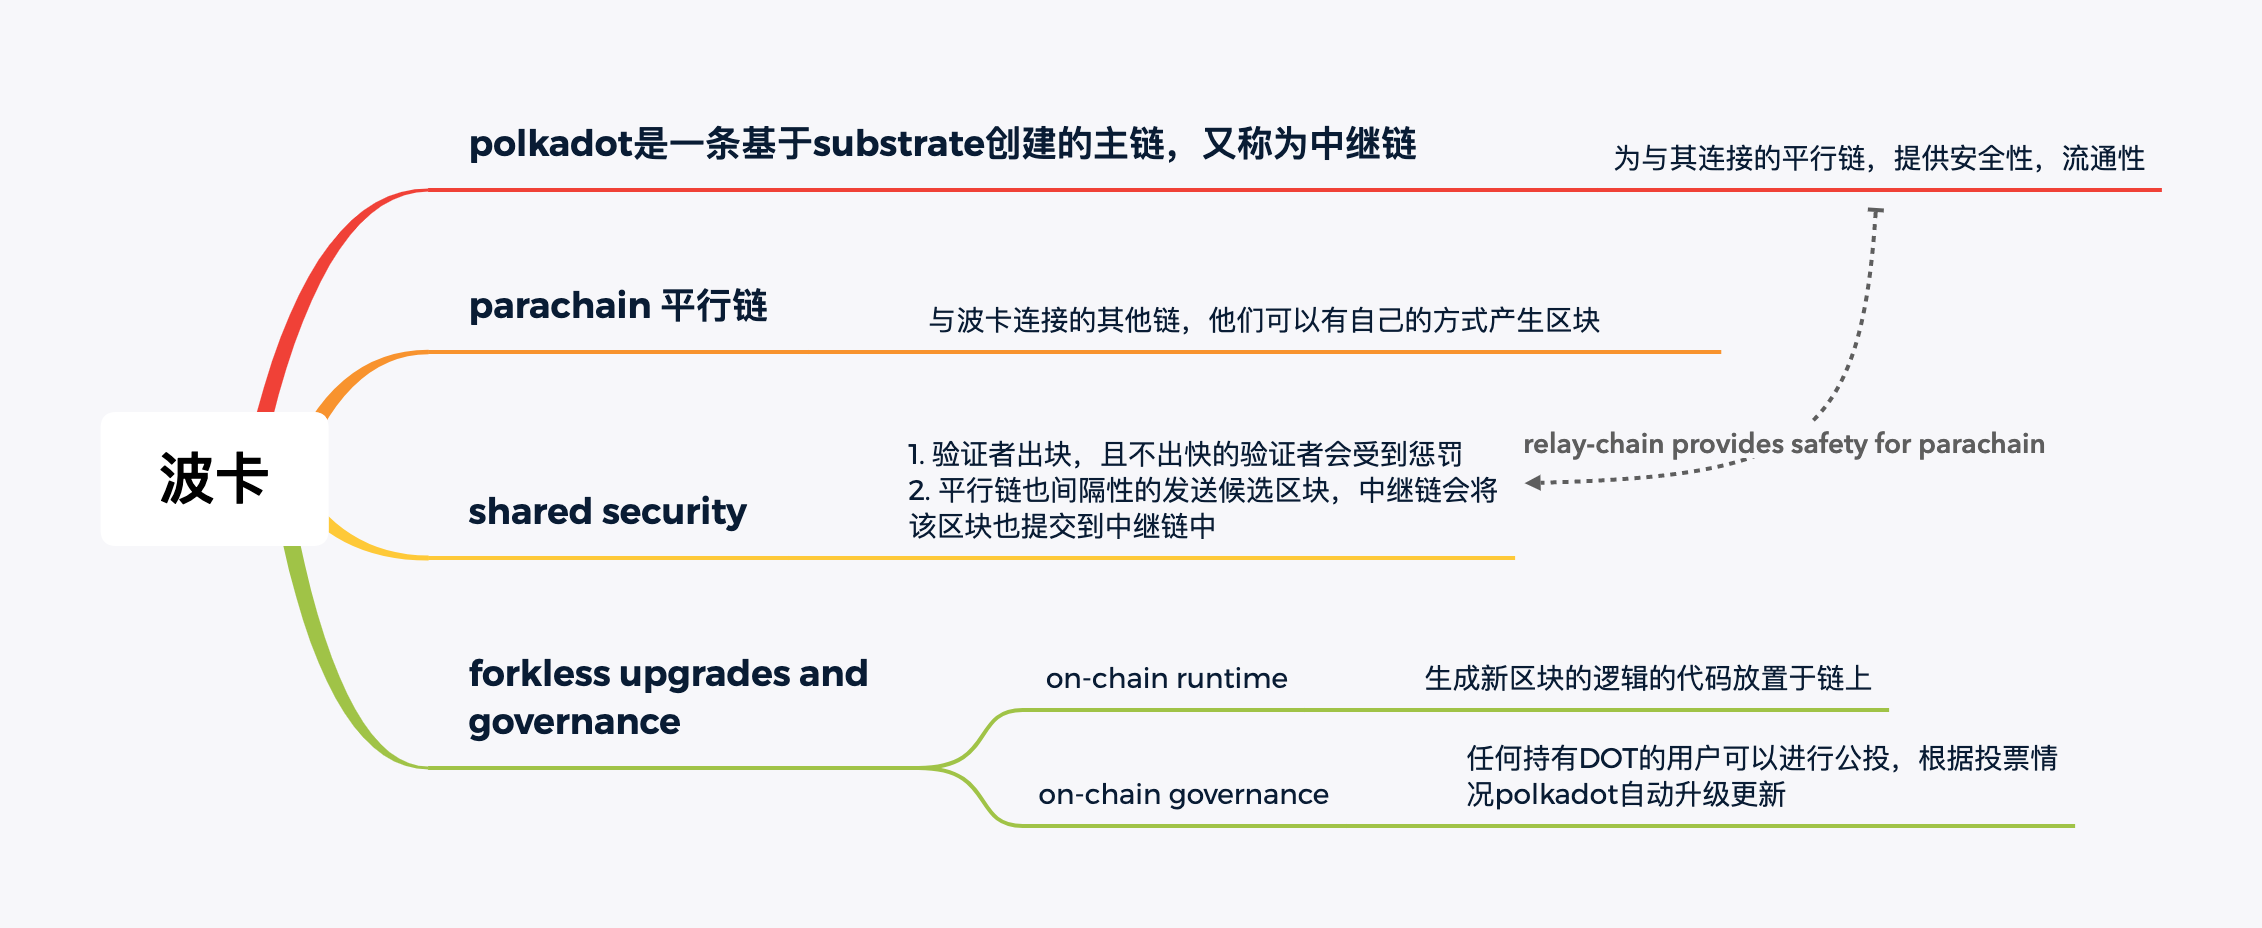 波卡
polkadot是一条基于substrate创建的主链，又称为中继链
为与其连接的平行链，提供安全性，流通性
parachain 平行链
与波卡连接的其他链，他们可以有自己的方式产生区块
shared security
1. 验证者出块，且不出快的验证者会受到惩罚
2. 平行链也间隔性的发送候选区块，中继链会将
该区块也提交到中继链中
relay-chain provides safety for parachain
forkless upgrades and
governance
on-chain runtime
生成新区块的逻辑的代码放置于链上
on-chain governance
任何持有DOT的用户可以进行公投，根据投票情
况polkadot自动升级更新